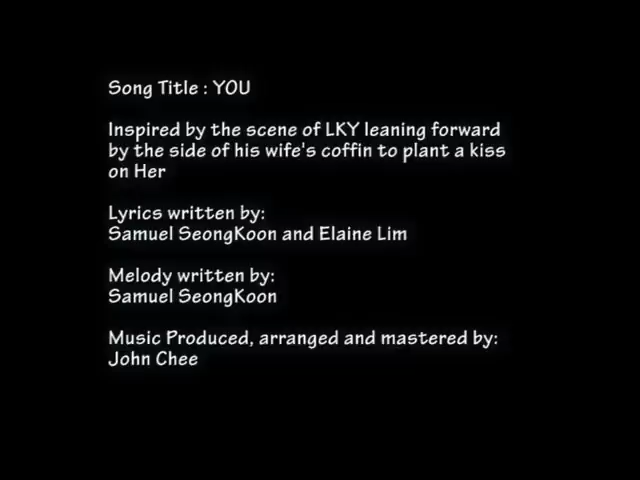 Song Title : YOU
Inspired by the scene of LKY leaning forward
by the side of his wife's coffin to plant a kiss
on Her
Lyrics written by:
Samuel SeongKoon and Elaine Lim
Melody written by:
Samuel SeongKoon
Music Produced, arranged and mastered by:
John Chee